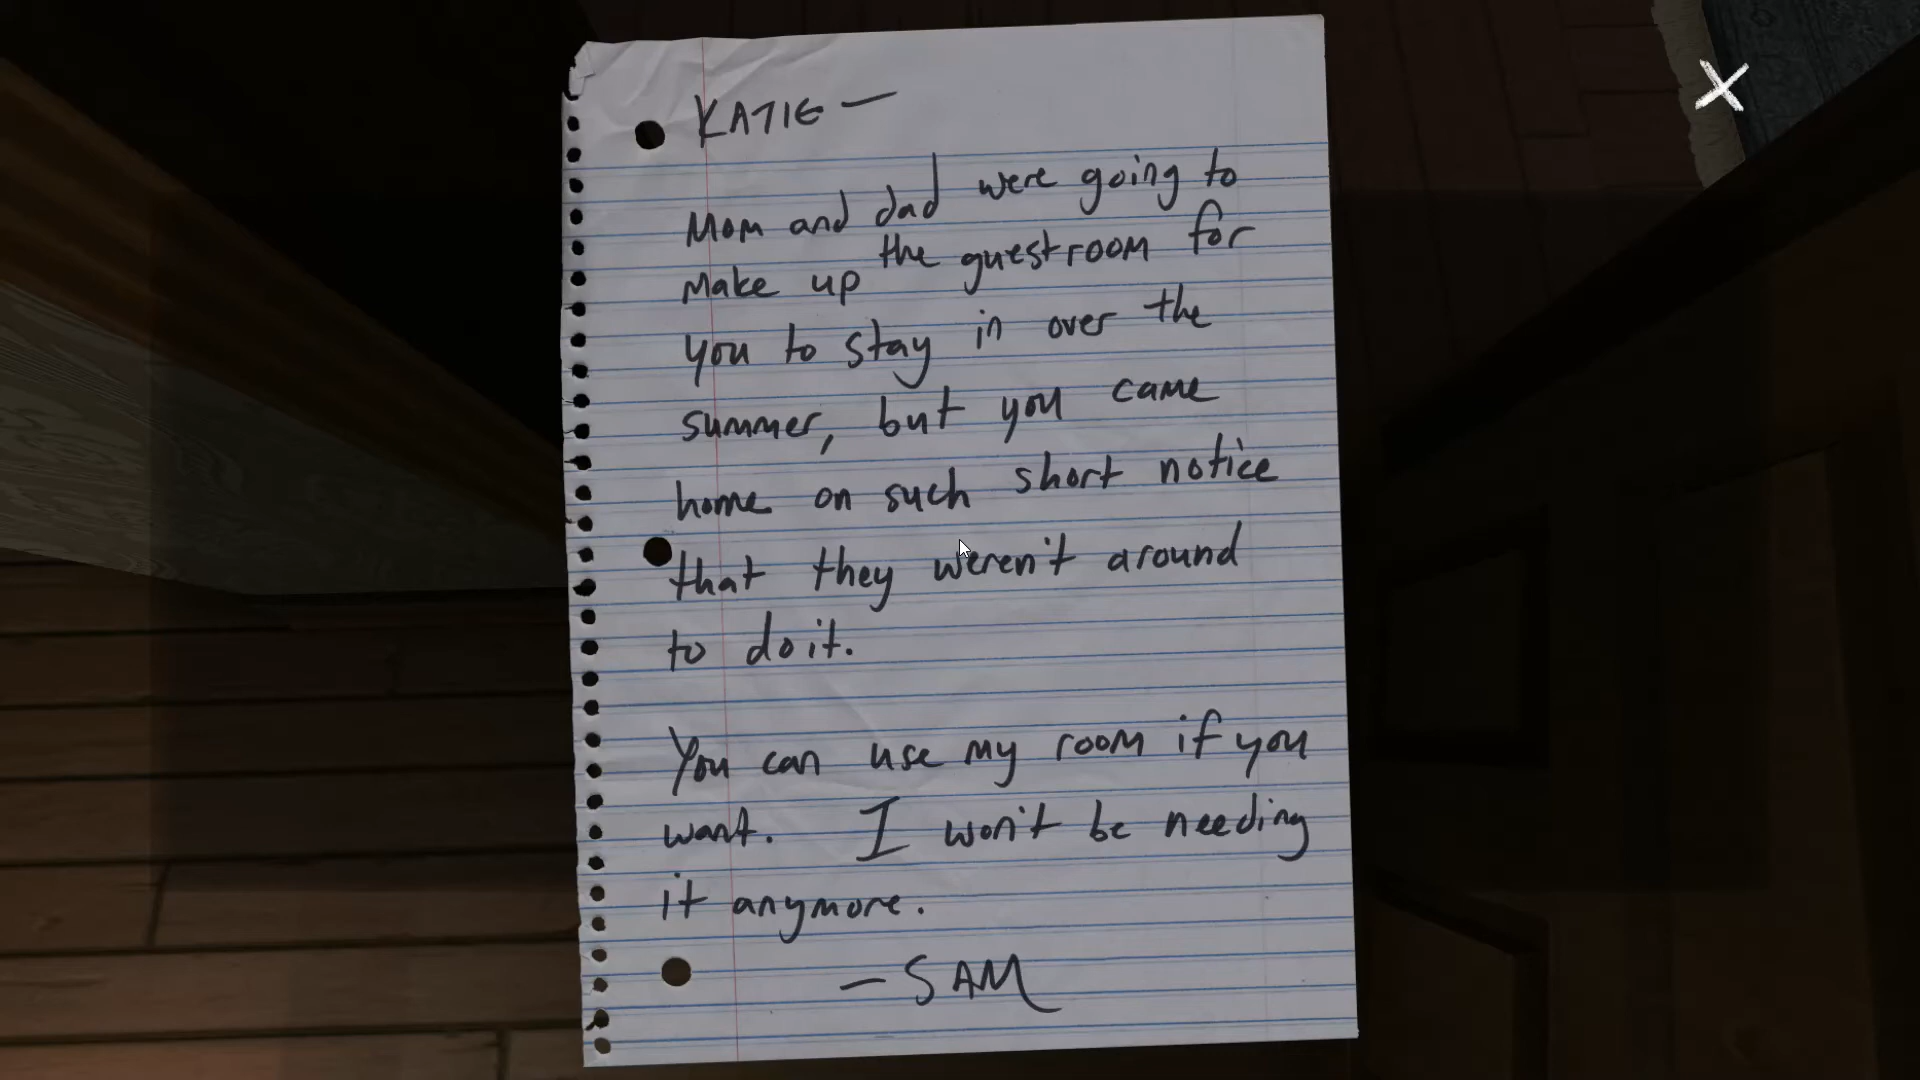 KATIE —
Mom and dad were going to
make up the guestroom for
you to stay in over the
summer, but you came
home on such short notice
that they weren't around
to do it.
You can use my room if you
want. I won't be needing
it anymore.
— SAM